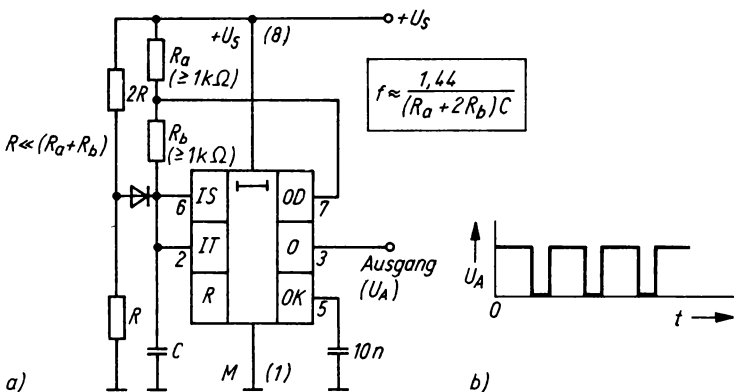 +U_S (8)
+U_S
R_a
(≥1kΩ)
2R
f ≈ 1,44 / (R_a + 2R_b) C
R_b
(≥1kΩ)
R ≪ (R_a+R_b)
6 IS OD 7
2 IT O 3
Ausgang
(U_A)
R OK 5
R
C
M (1)
10n
U_A
0
t
a)
b)